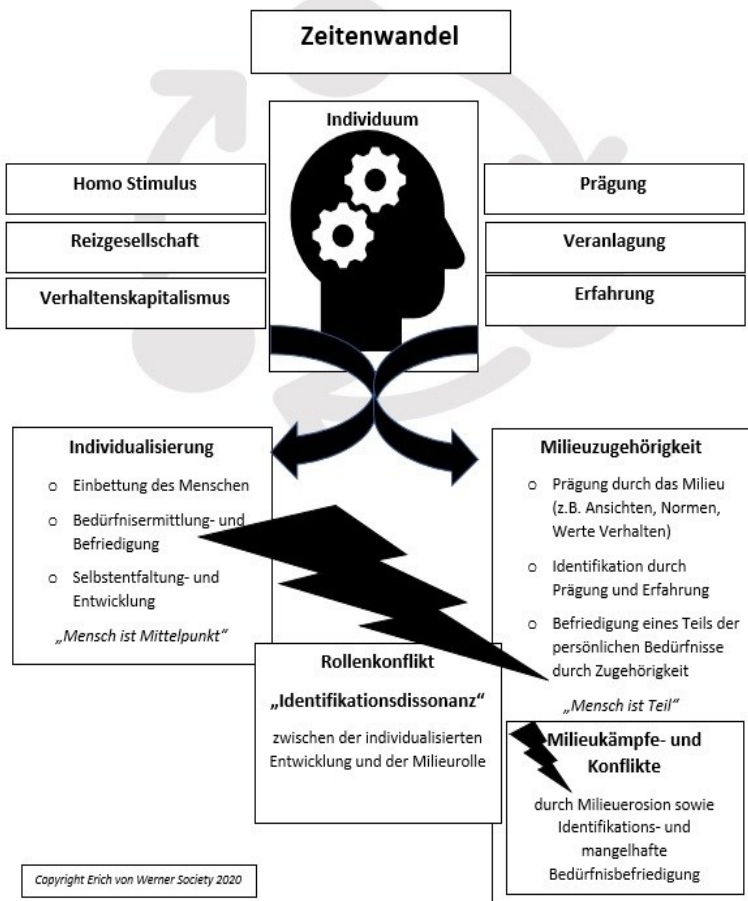 Zeitenwandel
Individuum
Homo Stimulus
Reizgesellschaft
Verhaltenskapitalismus
Prägung
Veranlagung
Erfahrung
Individualisierung
o Einbettung des Menschen
o Bedürfnisermittlung- und
Befriedigung
o Selbstentfaltung- und
Entwicklung
„Mensch ist Mittelpunkt“
Milieuzugehörigkeit
o Prägung durch das Milieu
(z.B. Ansichten, Normen,
Werte Verhalten)
o Identifikation durch
Prägung und Erfahrung
o Befriedigung eines Teils der
persönlichen Bedürfnisse
durch Zugehörigkeit
„Mensch ist Teil“
Rollenkonflikt
„Identifikationsdissonanz“
zwischen der individualisierten
Entwicklung und der Milieurolle
Milieukämpfe- und
Konflikte
durch Milieuerosion sowie
Identifikations- und
mangelhafte
Bedürfnisbefriedigung
Copyright Erich von Werner Society 2020